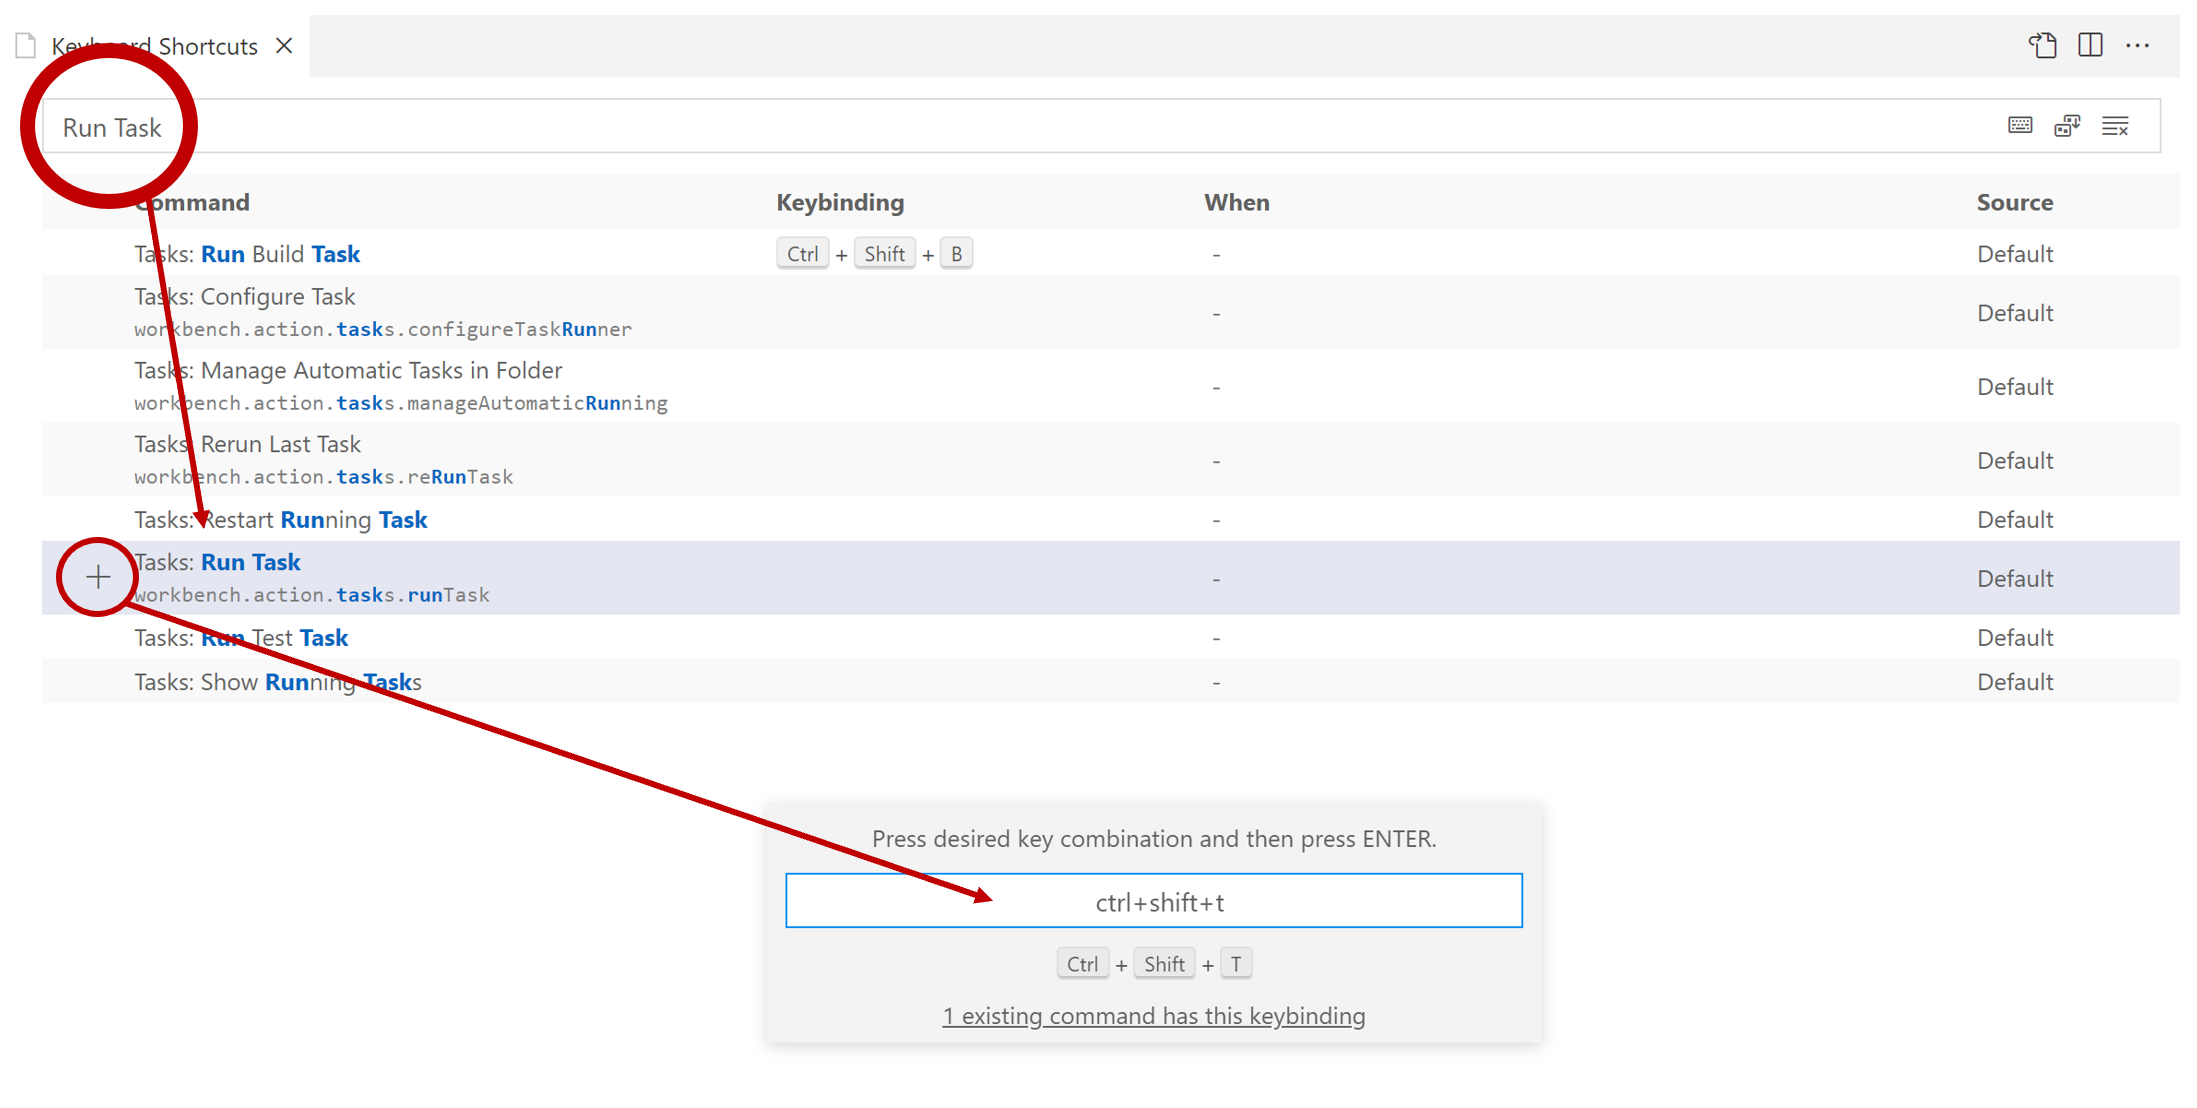 Keyboard Shortcuts
Run Task
Command Keybinding When Source
Tasks: Run Build Task Ctrl + Shift + B - Default
Tasks: Configure Task
workbench.action.tasks.configureTaskRunner - Default
Tasks: Manage Automatic Tasks in Folder
workbench.action.tasks.manageAutomaticRunning - Default
Tasks: Rerun Last Task
workbench.action.tasks.reRunTask - Default
Tasks: Restart Running Task - Default
Tasks: Run Task
workbench.action.tasks.runTask - Default
Tasks: Run Test Task - Default
Tasks: Show Running Tasks - Default
Press desired key combination and then press ENTER.
ctrl+shift+t
Ctrl + Shift + T
1 existing command has this keybinding